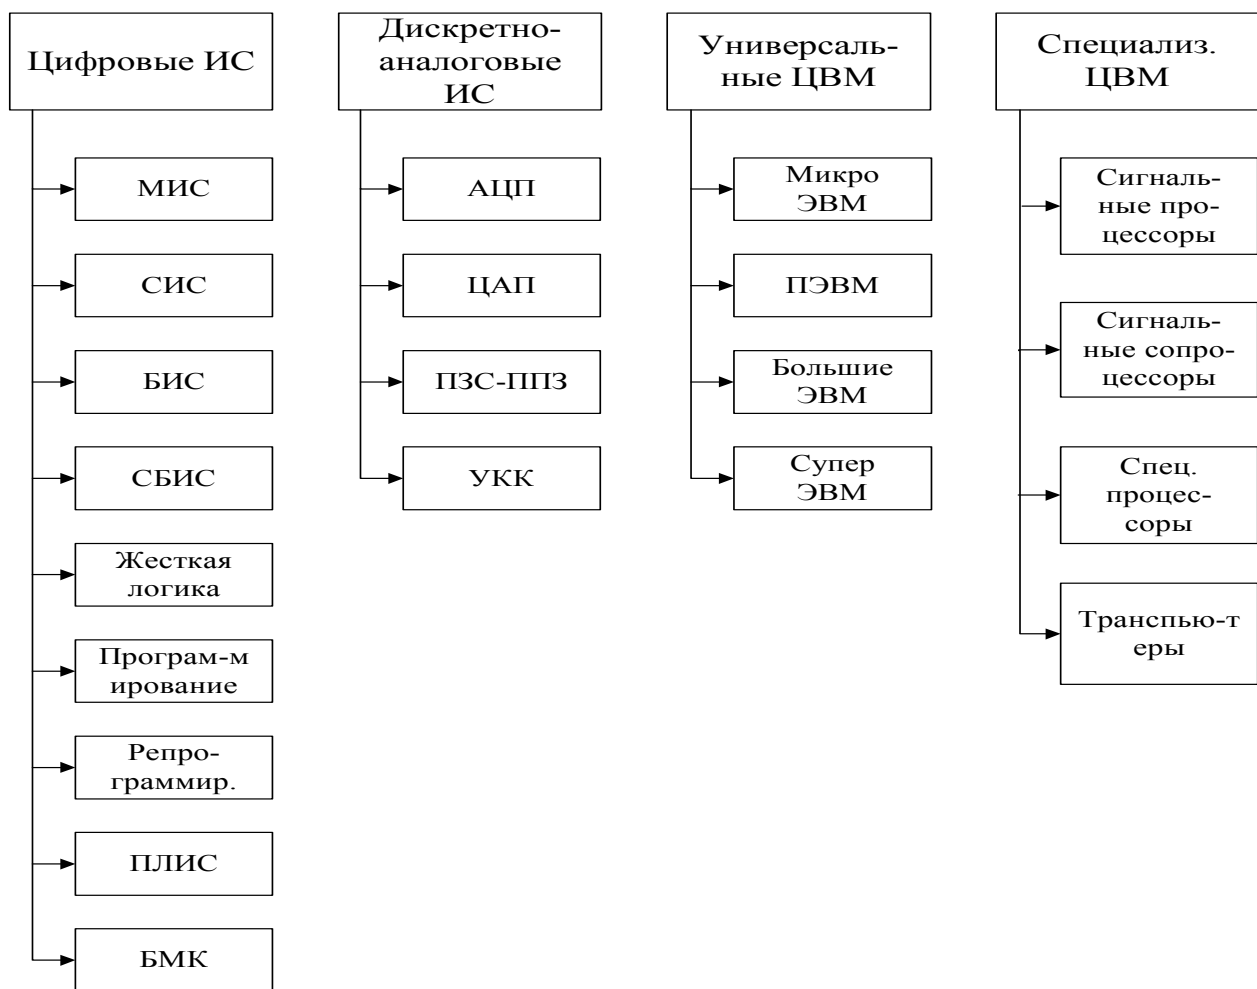 Цифровые ИС
МИС
СИС
БИС
СБИС
Жесткая
логика
Програм-м
ирование
Репро-
граммир.
ПЛИС
БМК
Дискретно-
аналоговые
ИС
АЦП
ЦАП
ПЗС-ППЗ
УКК
Универсаль-
ные ЦВМ
Микро
ЭВМ
ПЭВМ
Большие
ЭВМ
Супер
ЭВМ
Специализ.
ЦВМ
Сигналь-
ные про-
цессоры
Сигналь-
ные сопро-
цессоры
Спец.
процес-
соры
Транспью-т
еры